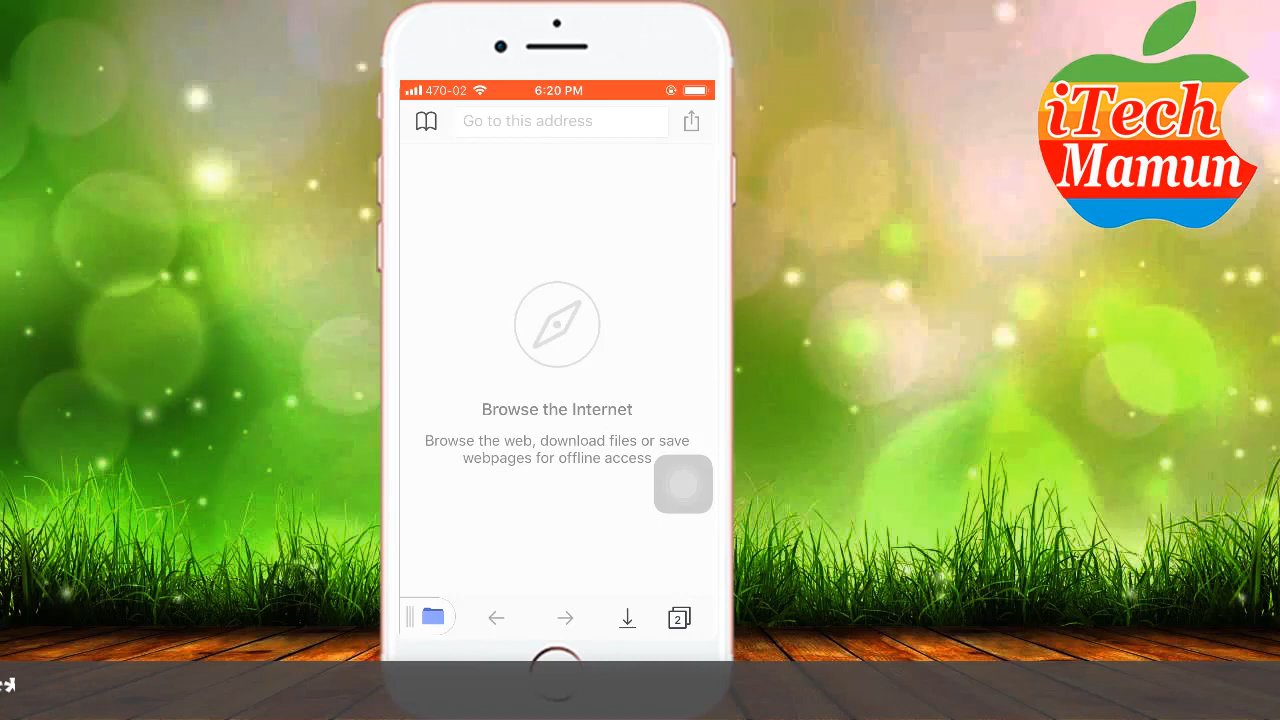 470-02
6:20 PM
Go to this address
Browse the Internet
Browse the web, download files or save
webpages for offline access
2
iTech
Mamun